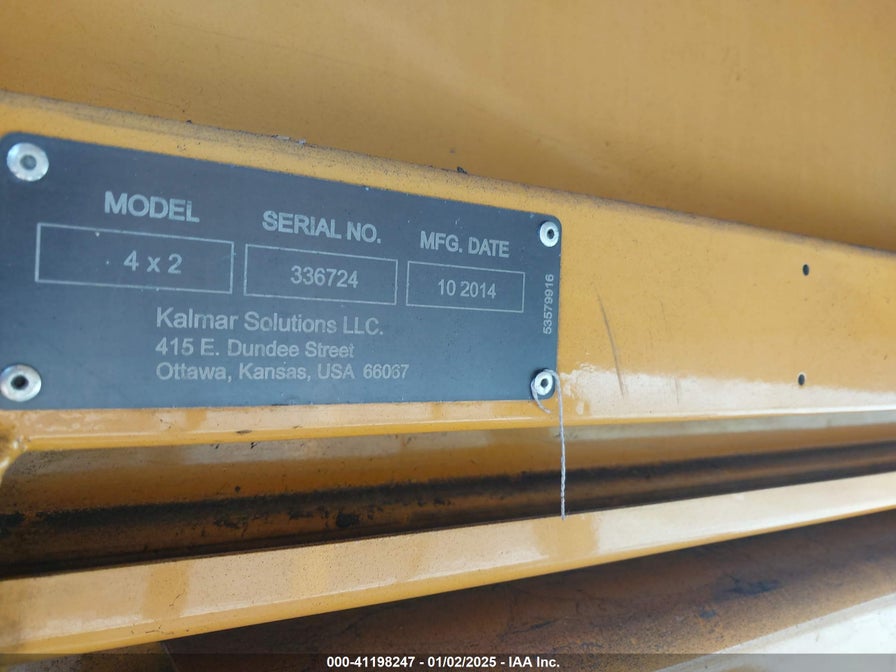 MODEL SERIAL NO. MFG. DATE
4 x 2 336724 10 2014
Kalmar Solutions LLC.
415 E. Dundee Street
Ottawa, Kansas, USA 66067
53579916
000-41198247 - 01/02/2025 - IAA Inc.